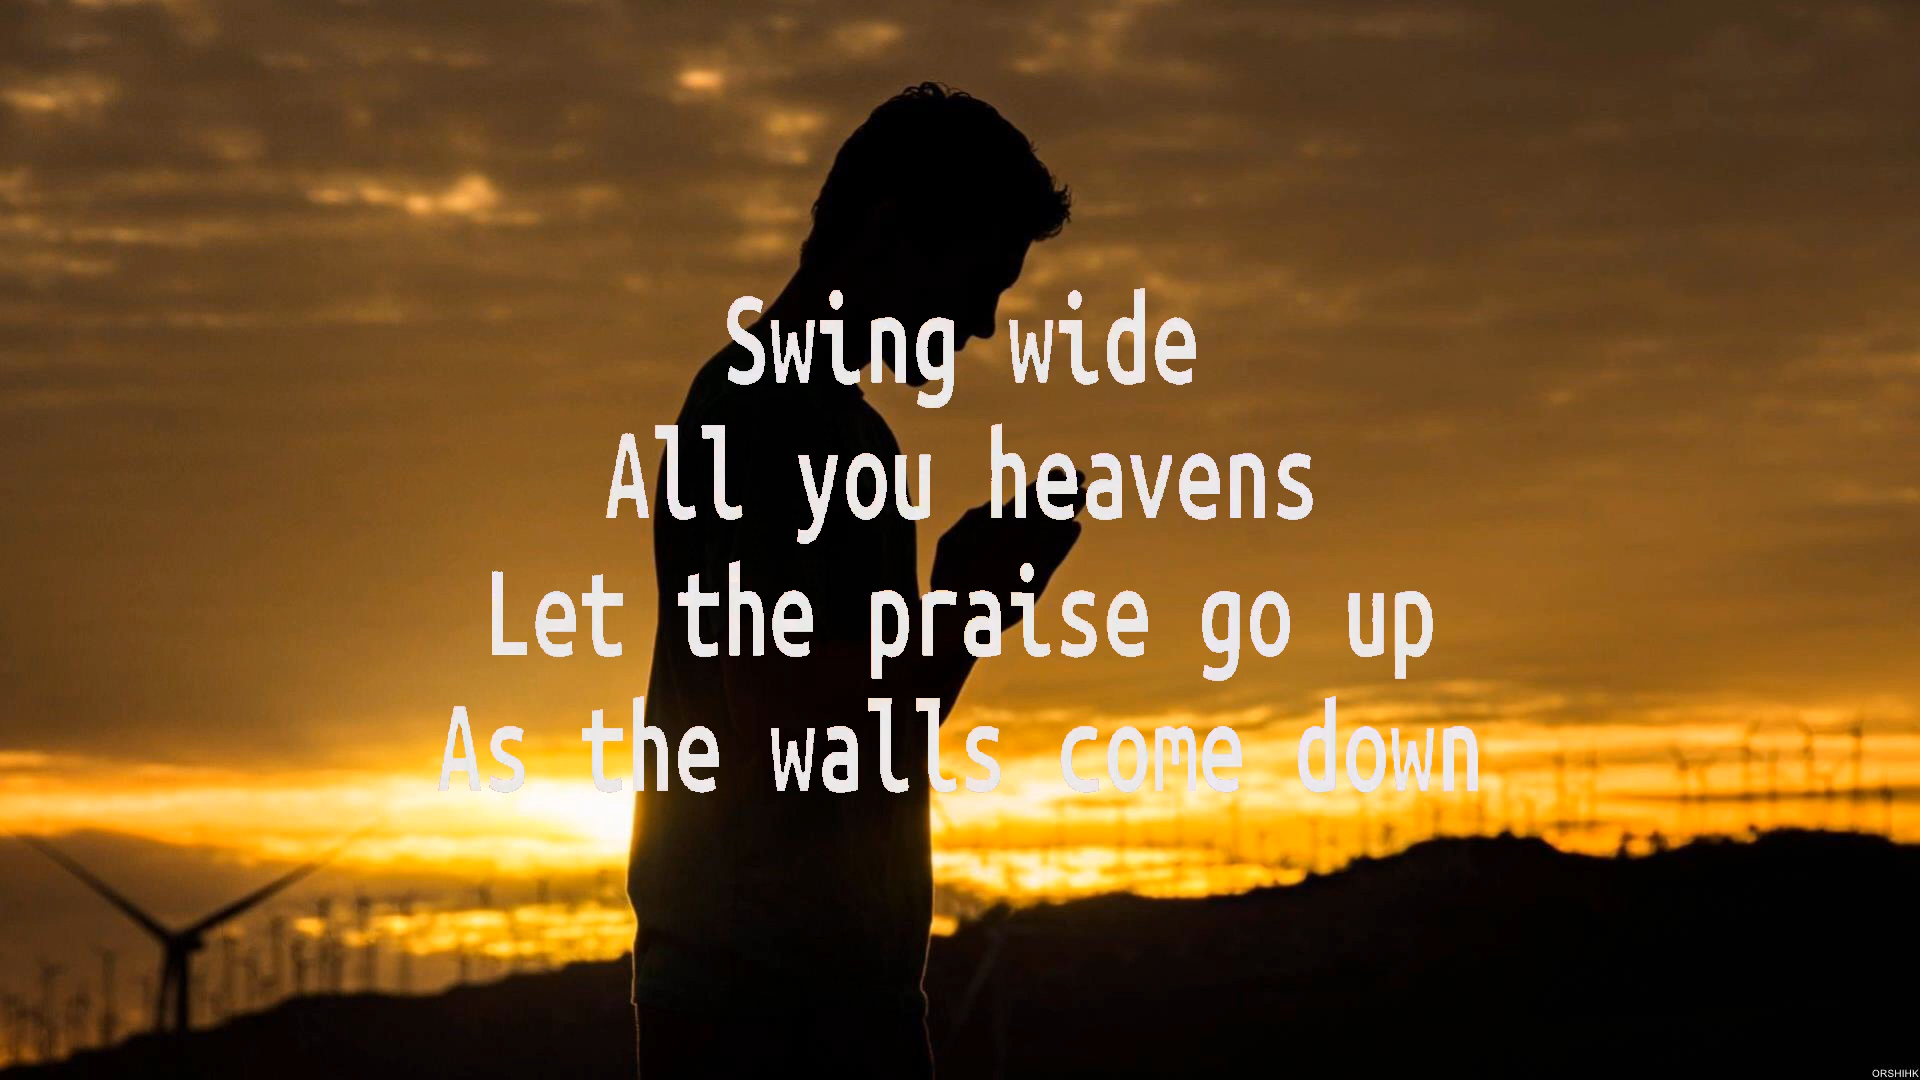 Swing wide
All you heavens
Let the praise go up
As the walls come down
ORSHIHK